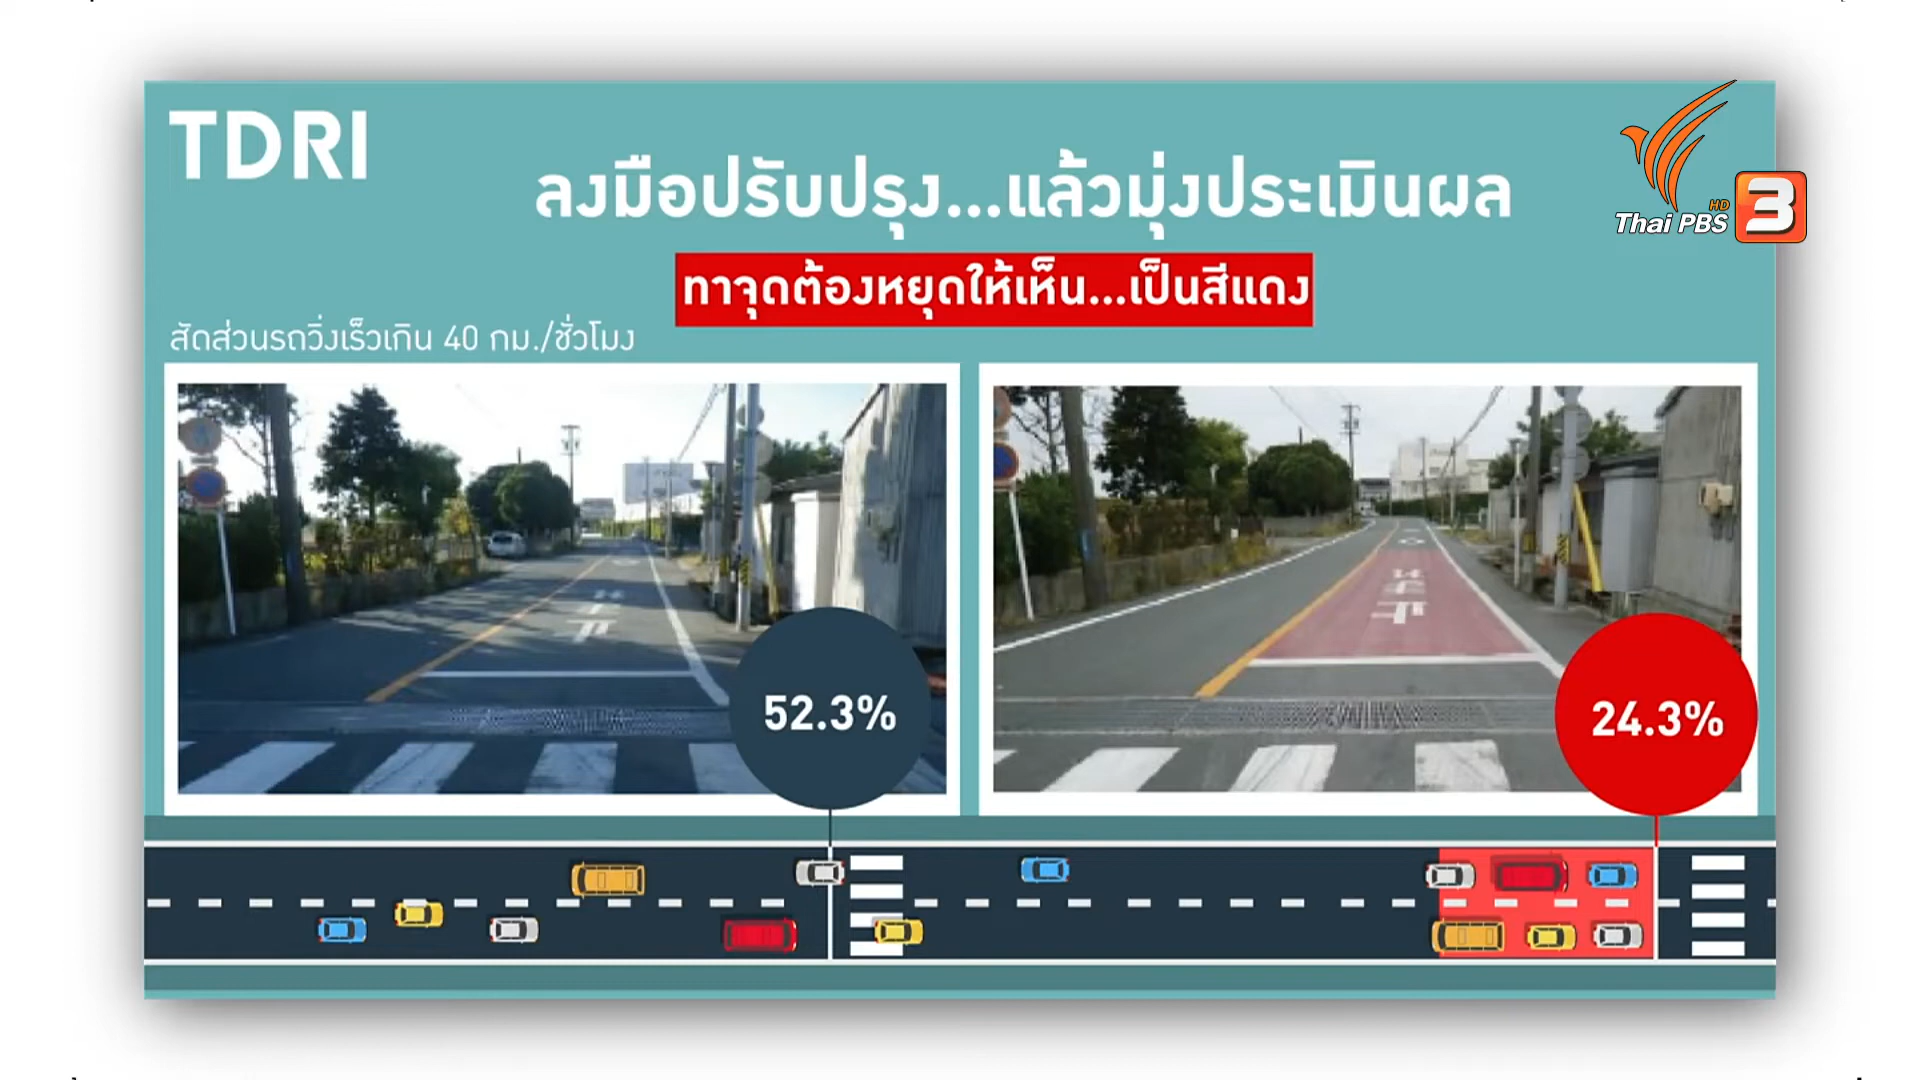 TDRI
ลงมือปรับปรุง...แล้วมุ่งประเมินผล
Thai PBS HD 3
ทาจุดต้องหยุดให้เห็น...เป็นสีแดง
สัดส่วนรถวิ่งเร็วเกิน 40 กม./ชั่วโมง
止まれ
52.3%
24.3%